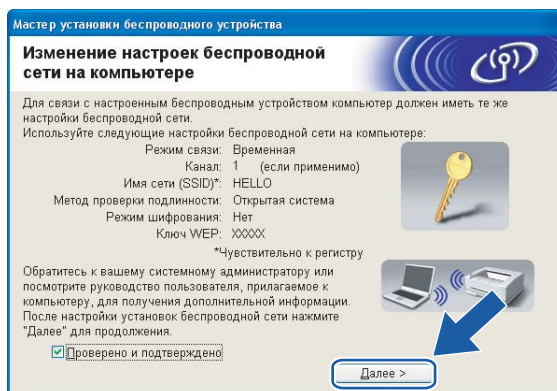 Мастер установки беспроводного устройства
Изменение настроек беспроводной
сети на компьютере
Для связи с настроенным беспроводным устройством компьютер должен иметь те же
настройки беспроводной сети.
Используйте следующие настройки беспроводной сети на компьютере:
Режим связи: Временная
Канал: 1 (если применимо)
Имя сети (SSID)*: HELLO
Метод проверки подлинности: Открытая система
Режим шифрования: Нет
Ключ WEP: XXXXX
*Чувствительно к регистру
Обратитесь к вашему системному администратору или
посмотрите руководство пользователя, прилагаемое к
компьютеру, для получения дополнительной информации.
После настройки установок беспроводной сети нажмите
"Далее" для продолжения.
Проверено и подтверждено
Далее >